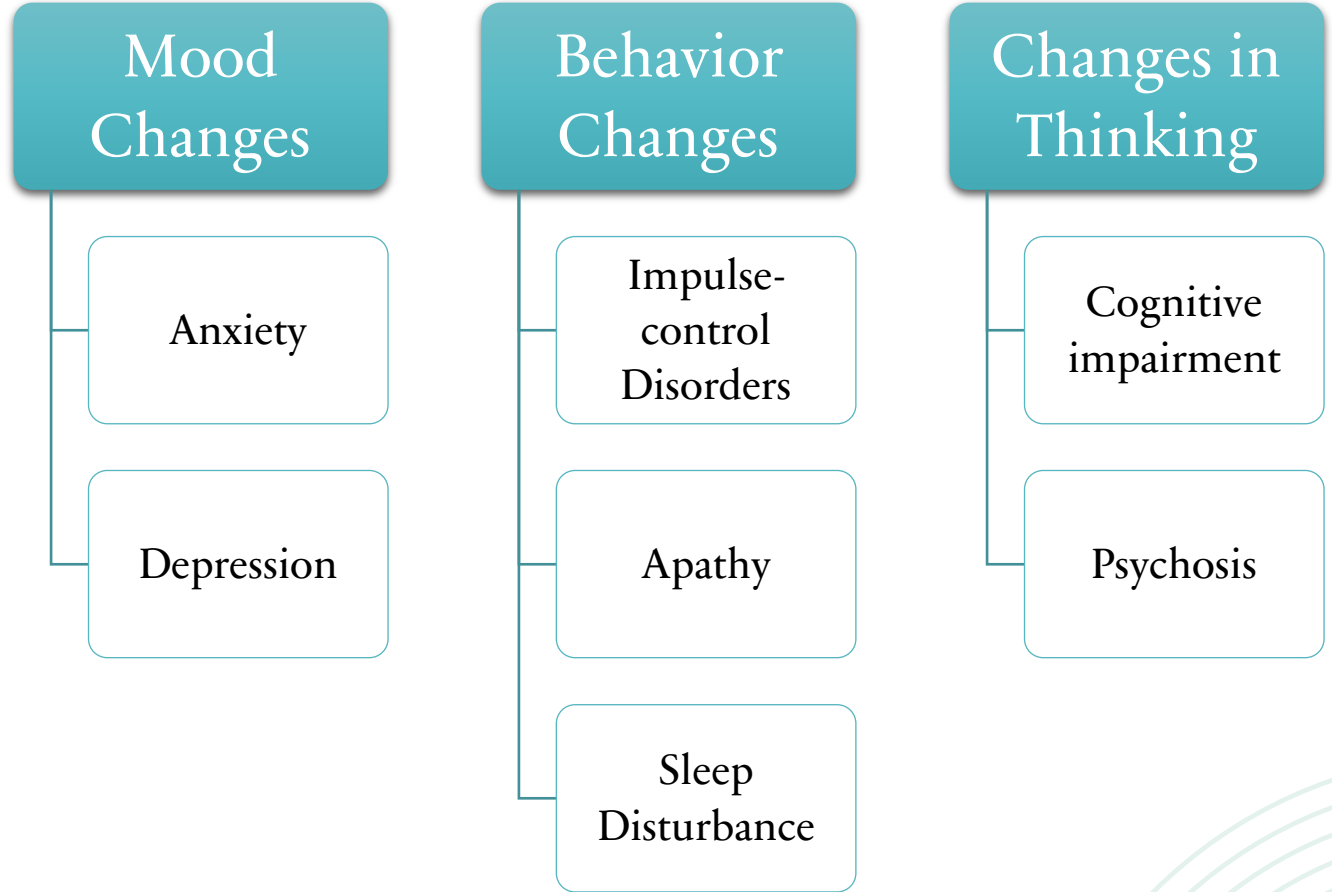 Mood
Changes
Anxiety
Depression
Behavior
Changes
Impulse-
control
Disorders
Apathy
Sleep
Disturbance
Changes in
Thinking
Cognitive
impairment
Psychosis